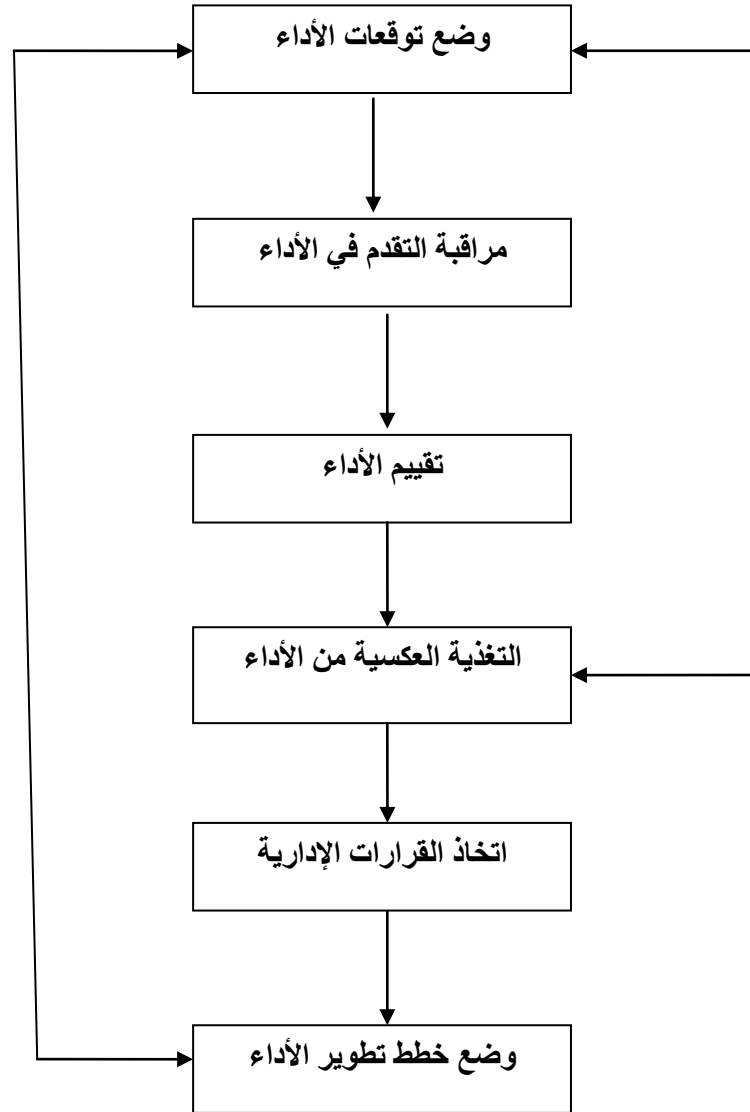 وضع توقعات الأداء
مراقبة التقدم في الأداء
تقييم الأداء
التغذية العكسية من الأداء
اتخاذ القرارات الإدارية
وضع خطط تطوير الأداء